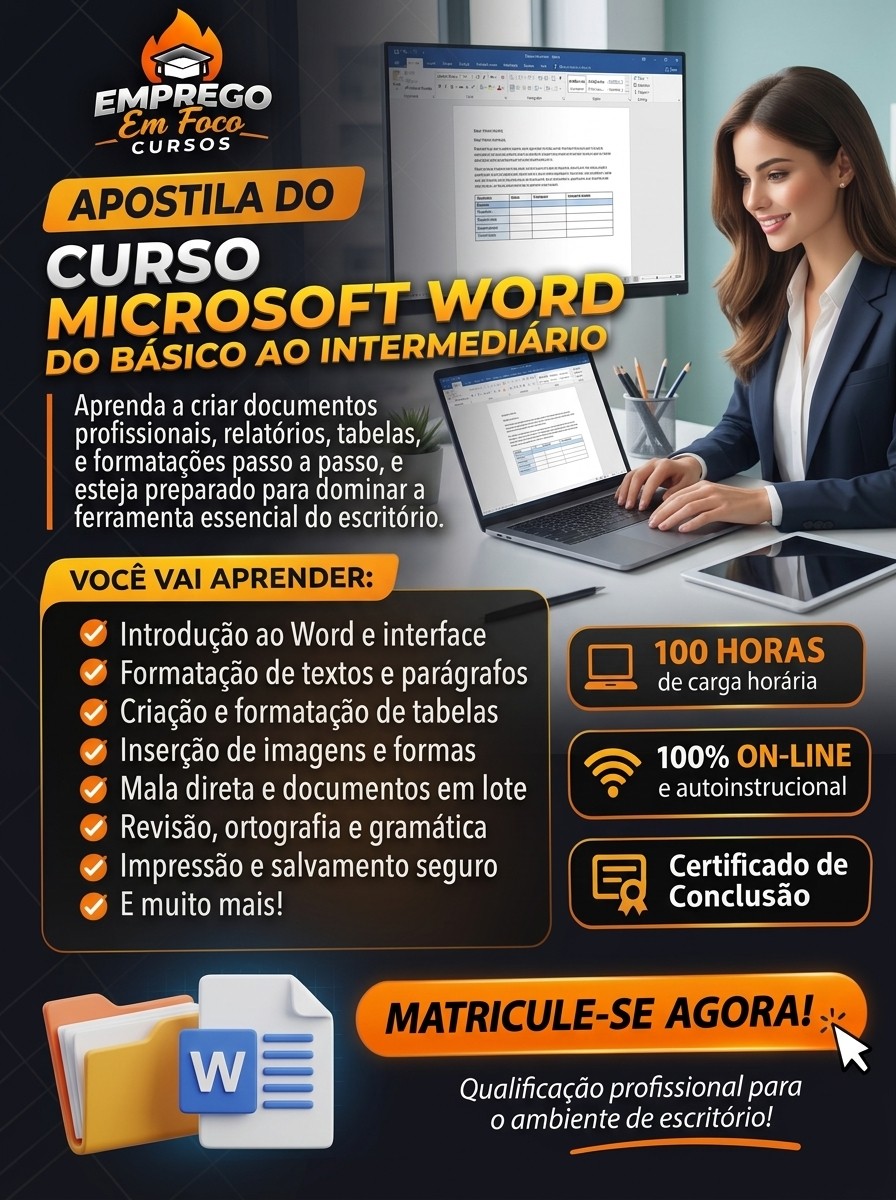 EMPREGO
Em Foco
CURSOS
APOSTILA DO
CURSO
MICROSOFT WORD
DO BÁSICO AO INTERMEDIÁRIO
Aprenda a criar documentos
profissionais, relatórios, tabelas,
e formatações passo a passo, e
esteja preparado para dominar a
ferramenta essencial do escritório.
VOCÊ VAI APRENDER:
Introdução ao Word e interface
Formatação de textos e parágrafos
Criação e formatação de tabelas
Inserção de imagens e formas
Mala direta e documentos em lote
Revisão, ortografia e gramática
Impressão e salvamento seguro
E muito mais!
100 HORAS
de carga horária
100% ON-LINE
e autoinstrucional
Certificado de
Conclusão
W
MATRICULE-SE AGORA!
Qualificação profissional para
o ambiente de escritório!